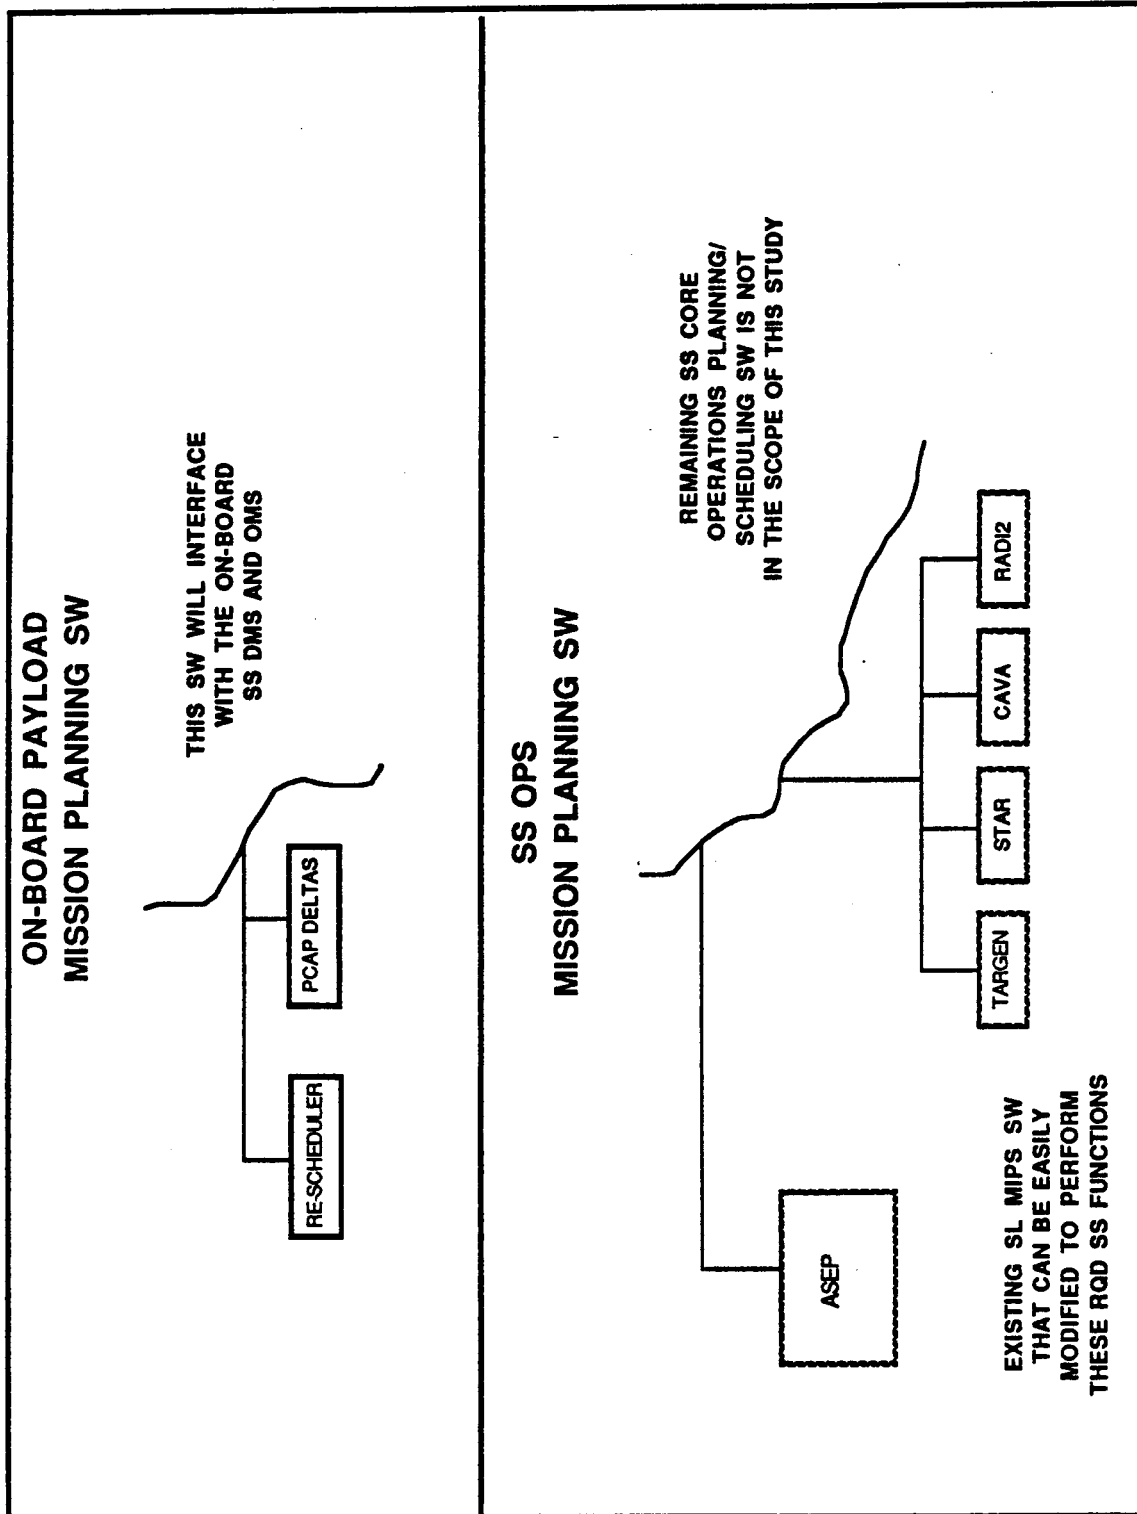 ON-BOARD PAYLOAD
MISSION PLANNING SW
THIS SW WILL INTERFACE
WITH THE ON-BOARD
SS DMS AND OMS
RE-SCHEDULER
PCAP DELTAS
SS OPS
MISSION PLANNING SW
REMAINING SS CORE
OPERATIONS PLANNING/
SCHEDULING SW IS NOT
IN THE SCOPE OF THIS STUDY
ASEP
TARGEN
STAR
CAVA
RADI2
EXISTING SL MIPS SW
THAT CAN BE EASILY
MODIFIED TO PERFORM
THESE RQD SS FUNCTIONS